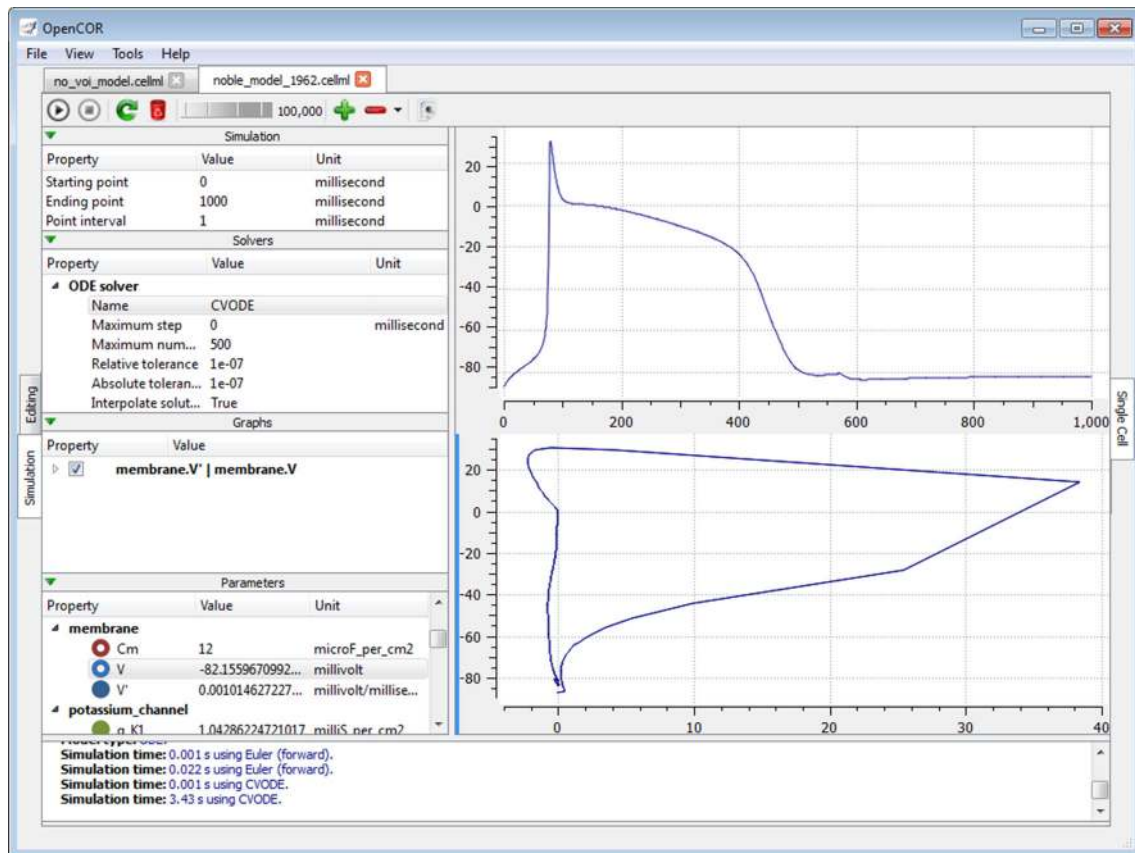 OpenCOR
File View Tools Help
no_voi_model.cellml noble_model_1962.cellml
100,000
Simulation
Property Value Unit
Starting point 0 millisecond
Ending point 1000 millisecond
Point interval 1 millisecond
Solvers
Property Value Unit
ODE solver
Name CVODE
Maximum step 0 millisecond
Maximum num... 500
Relative tolerance 1e-07
Absolute toleran... 1e-07
Interpolate solut... True
Graphs
Property Value
membrane.V' | membrane.V
Parameters
Property Value Unit
membrane
Cm 12 microF_per_cm2
V -82.1559670992... millivolt
V' 0.001014627227... millivolt/millise...
potassium_channel
g_K1 1.04286224721017 milliS_per_cm2
Simulation time: 0.001 s using Euler (forward).
Simulation time: 0.022 s using Euler (forward).
Simulation time: 0.001 s using CVODE.
Simulation time: 3.43 s using CVODE.
Editing
Simulation
20
0
-20
-40
-60
-80
0 200 400 600 800 1,000
20
0
-20
-40
-60
-80
0 10 20 30 40
Single Cell